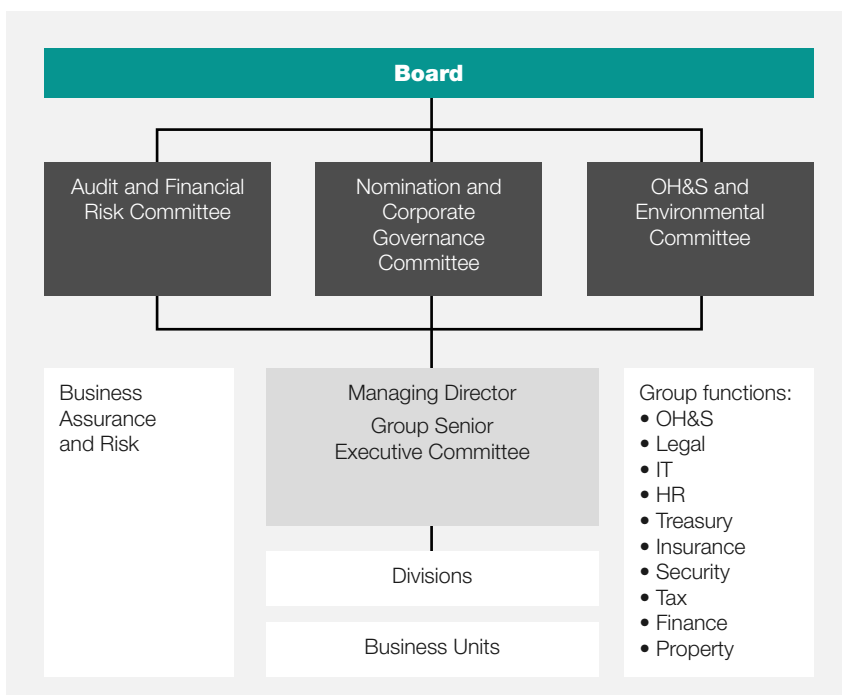 Board
Audit and Financial
Risk Committee
Nomination and
Corporate
Governance
Committee
OH&S and
Environmental
Committee
Business
Assurance
and Risk
Managing Director
Group Senior
Executive Committee
Divisions
Business Units
Group functions:
• OH&S
• Legal
• IT
• HR
• Treasury
• Insurance
• Security
• Tax
• Finance
• Property